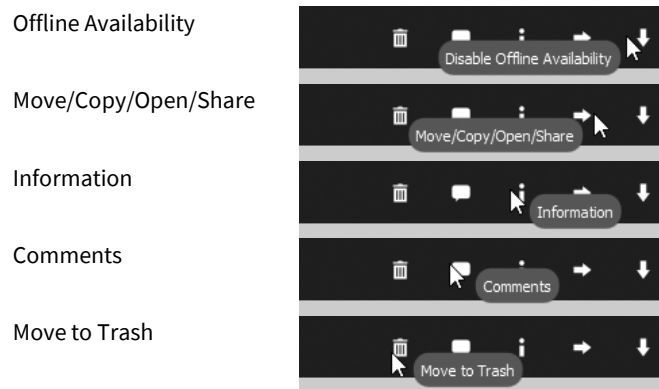 Offline Availability
Disable Offline Availability
Move/Copy/Open/Share
Move/Copy/Open/Share
Information
Information
Comments
Comments
Move to Trash
Move to Trash